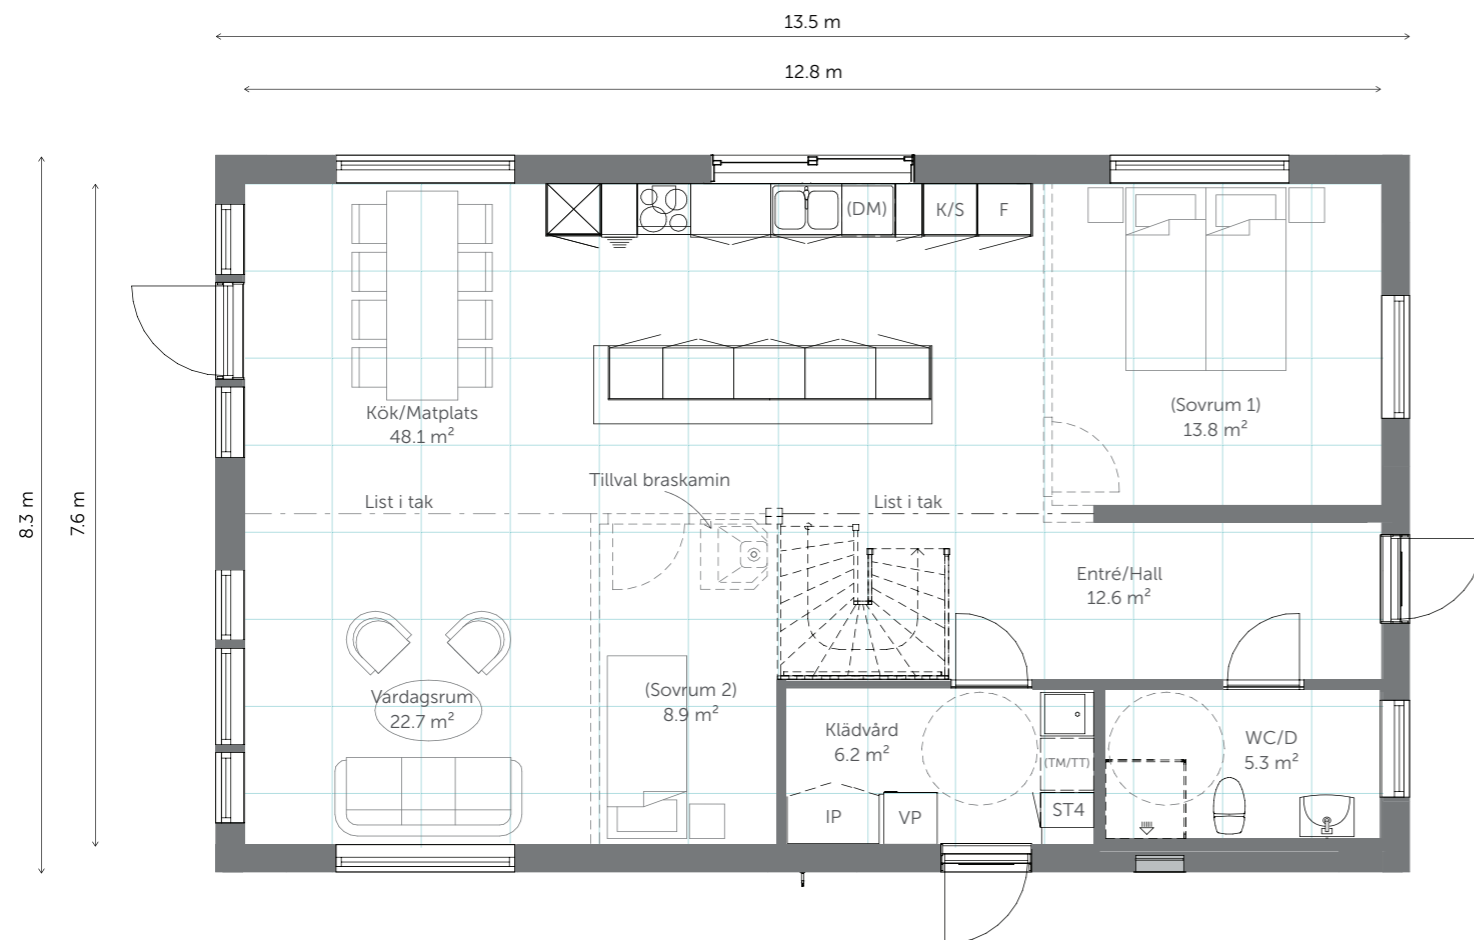 13.5 m
12.8 m
8.3 m
7.6 m
(DM)
K/S
F
Kök/Matplats
48.1 m²
(Sovrum 1)
13.8 m²
Tillval braskamin
List i tak
List i tak
Entré/Hall
12.6 m²
Vardagsrum
22.7 m²
(Sovrum 2)
8.9 m²
Klädvård
6.2 m²
(TM/TT)
WC/D
5.3 m²
IP
VP
ST4